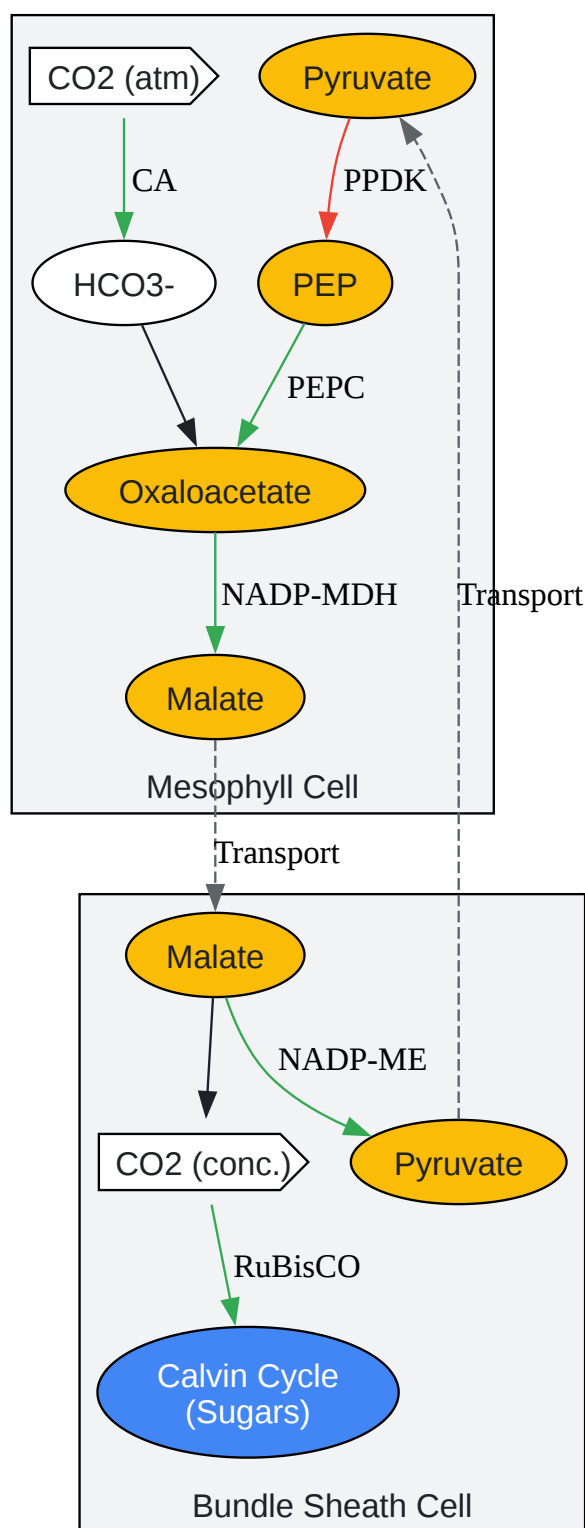 CO2 (atm)
Pyruvate
CA
PPDK
HCO3-
PEP
PEPC
Oxaloacetate
NADP-MDH
Transport
Malate
Mesophyll Cell
Transport
Malate
NADP-ME
CO2 (conc.)
Pyruvate
RuBisCO
Calvin Cycle
(Sugars)
Bundle Sheath Cell